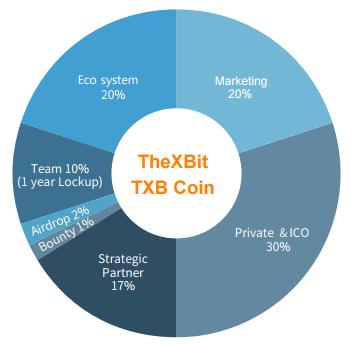 Eco system
20%
Marketing
20%
Team 10%
(1 year Lockup)
TheXBit
TXB Coin
Airdrop 2%
Bounty 1%
Private & ICO
30%
Strategic
Partner
17%